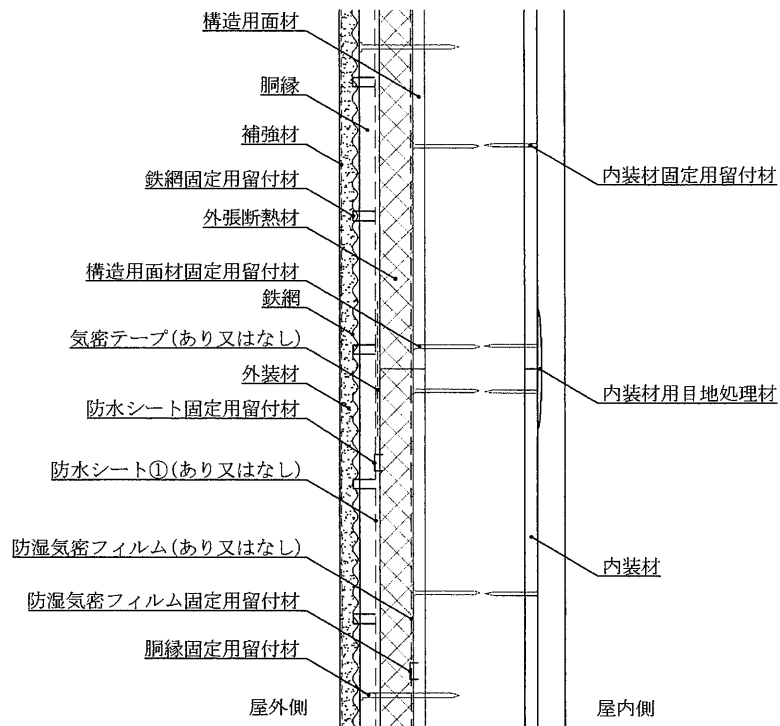 構造用面材
胴縁
補強材
鉄網固定用留付材
外張断熱材
構造用面材固定用留付材
鉄網
気密テープ(あり又はなし)
外装材
防水シート固定用留付材
防水シート①(あり又はなし)
防湿気密フィルム(あり又はなし)
防湿気密フィルム固定用留付材
胴縁固定用留付材
屋外側
内装材固定用留付材
内装材用目地処理材
内装材
屋内側